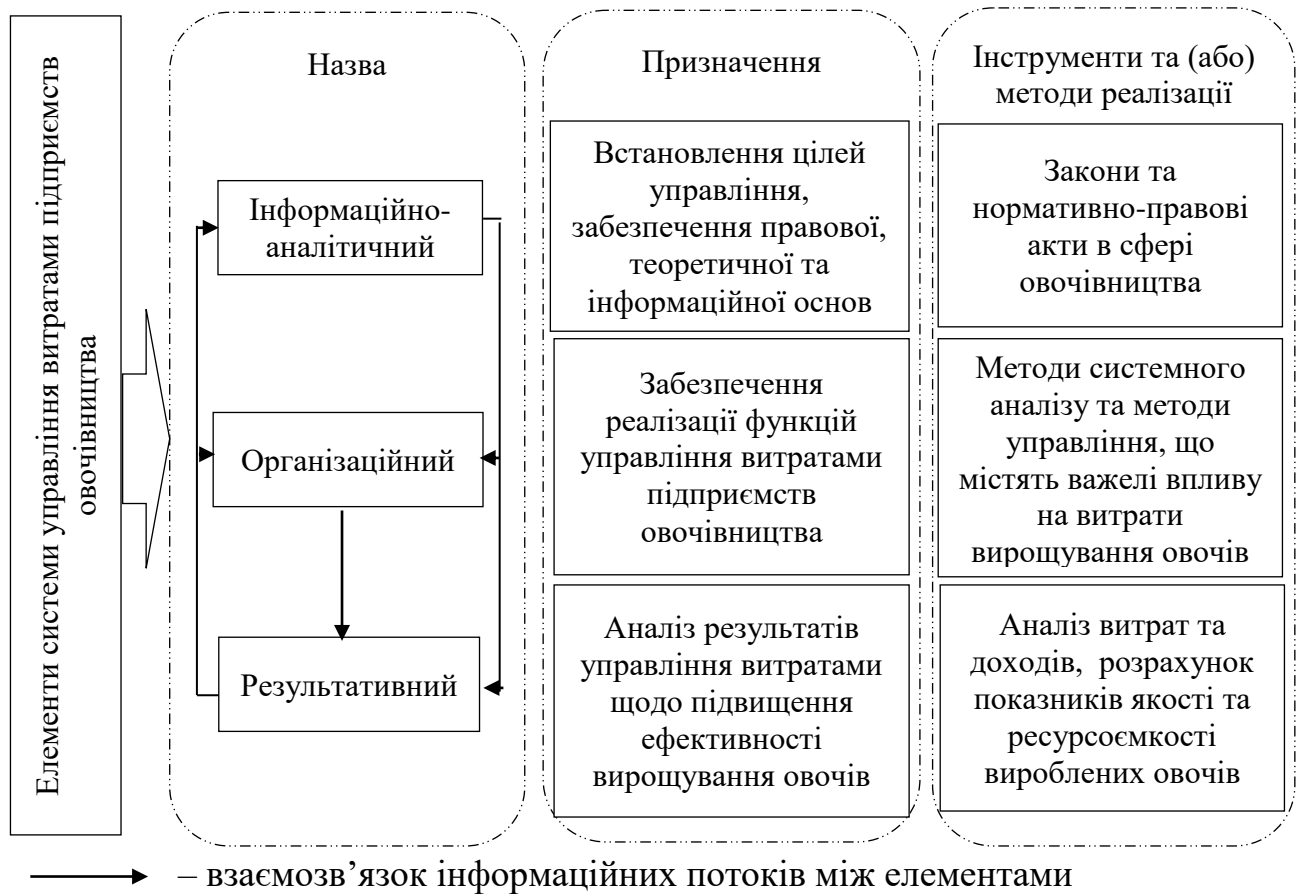 Елементи системи управління витратами підприємств
овочівництва
Назва
Інформаційно-
аналітичний
Організаційний
Результативний
Призначення
Встановлення цілей
управління,
забезпечення правової,
теоретичної та
інформаційної основ
Забезпечення
реалізації функцій
управління витратами
підприємств
овочівництва
Аналіз результатів
управління витратами
щодо підвищення
ефективності
вирощування овочів
Інструменти та (або)
методи реалізації
Закони та
нормативно-правові
акти в сфері
овочівництва
Методи системного
аналізу та методи
управління, що
містять важелі впливу
на витрати
вирощування овочів
Аналіз витрат та
доходів, розрахунок
показників якості та
ресурсоємкості
вироблених овочів
– взаємозв’язок інформаційних потоків між елементами